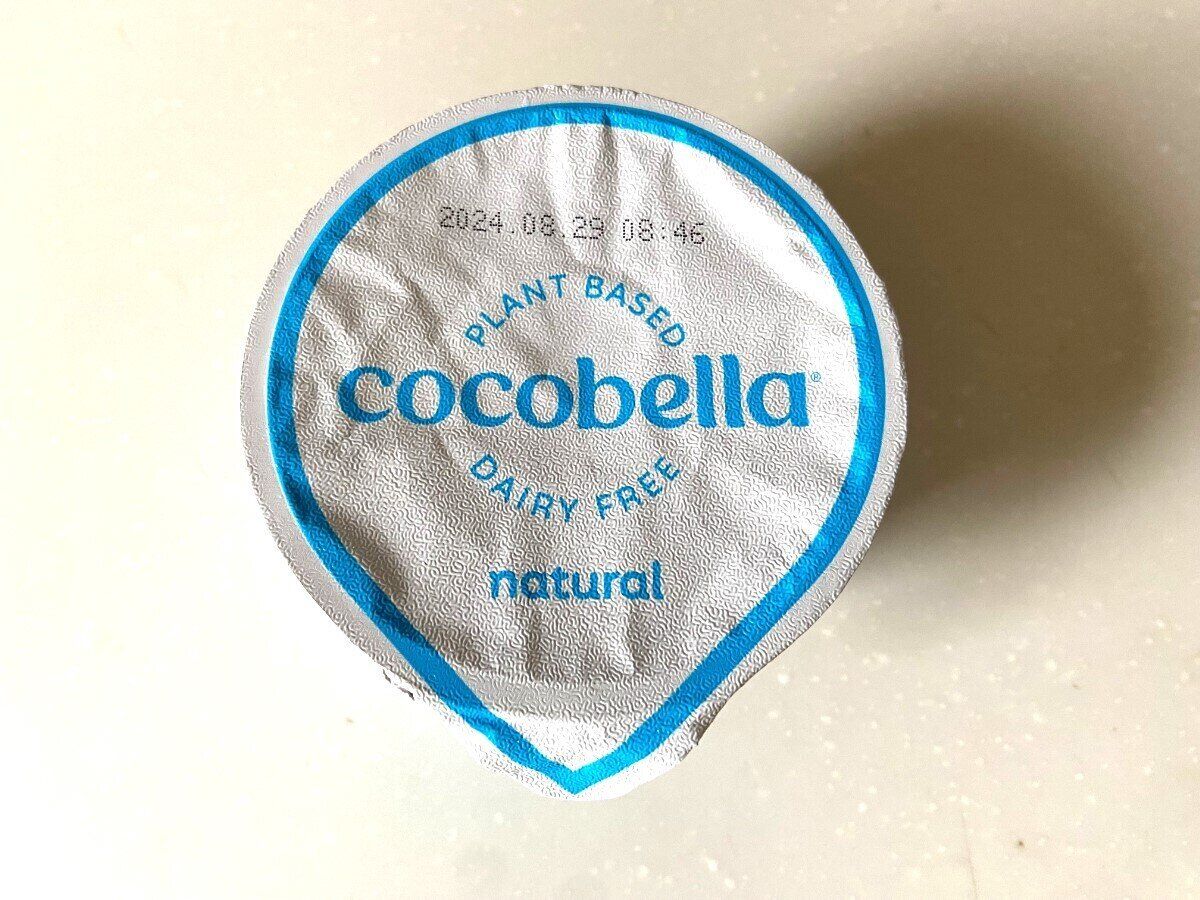 2024.08.29 08:46
PLANT BASED
cocobella®
DAIRY FREE
natural